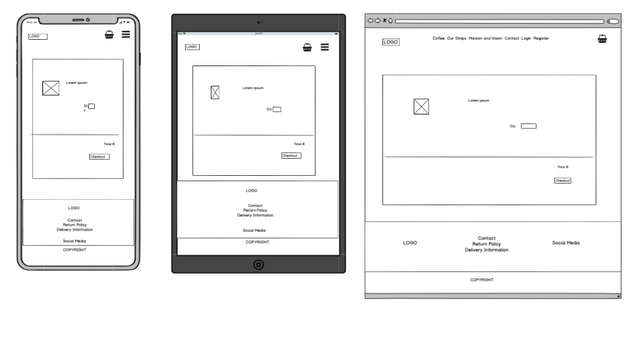 LOGO
Lorem ipsum
Qt
y
Total £
Checkout
LOGO
Contact
Return Policy
Delivery Information
Social Media
COPYRIGHT
LOGO
Lorem ipsum
Qty
Total £
Checkout
LOGO
Contact
Return Policy
Delivery Information
Social Media
COPYRIGHT
LOGO
Coffee Our Shops Mission and Vision Contact Login Register
Lorem ipsum
Qty
Total £
Checkout
LOGO
Contact
Return Policy
Delivery Information
Social Media
COPYRIGHT